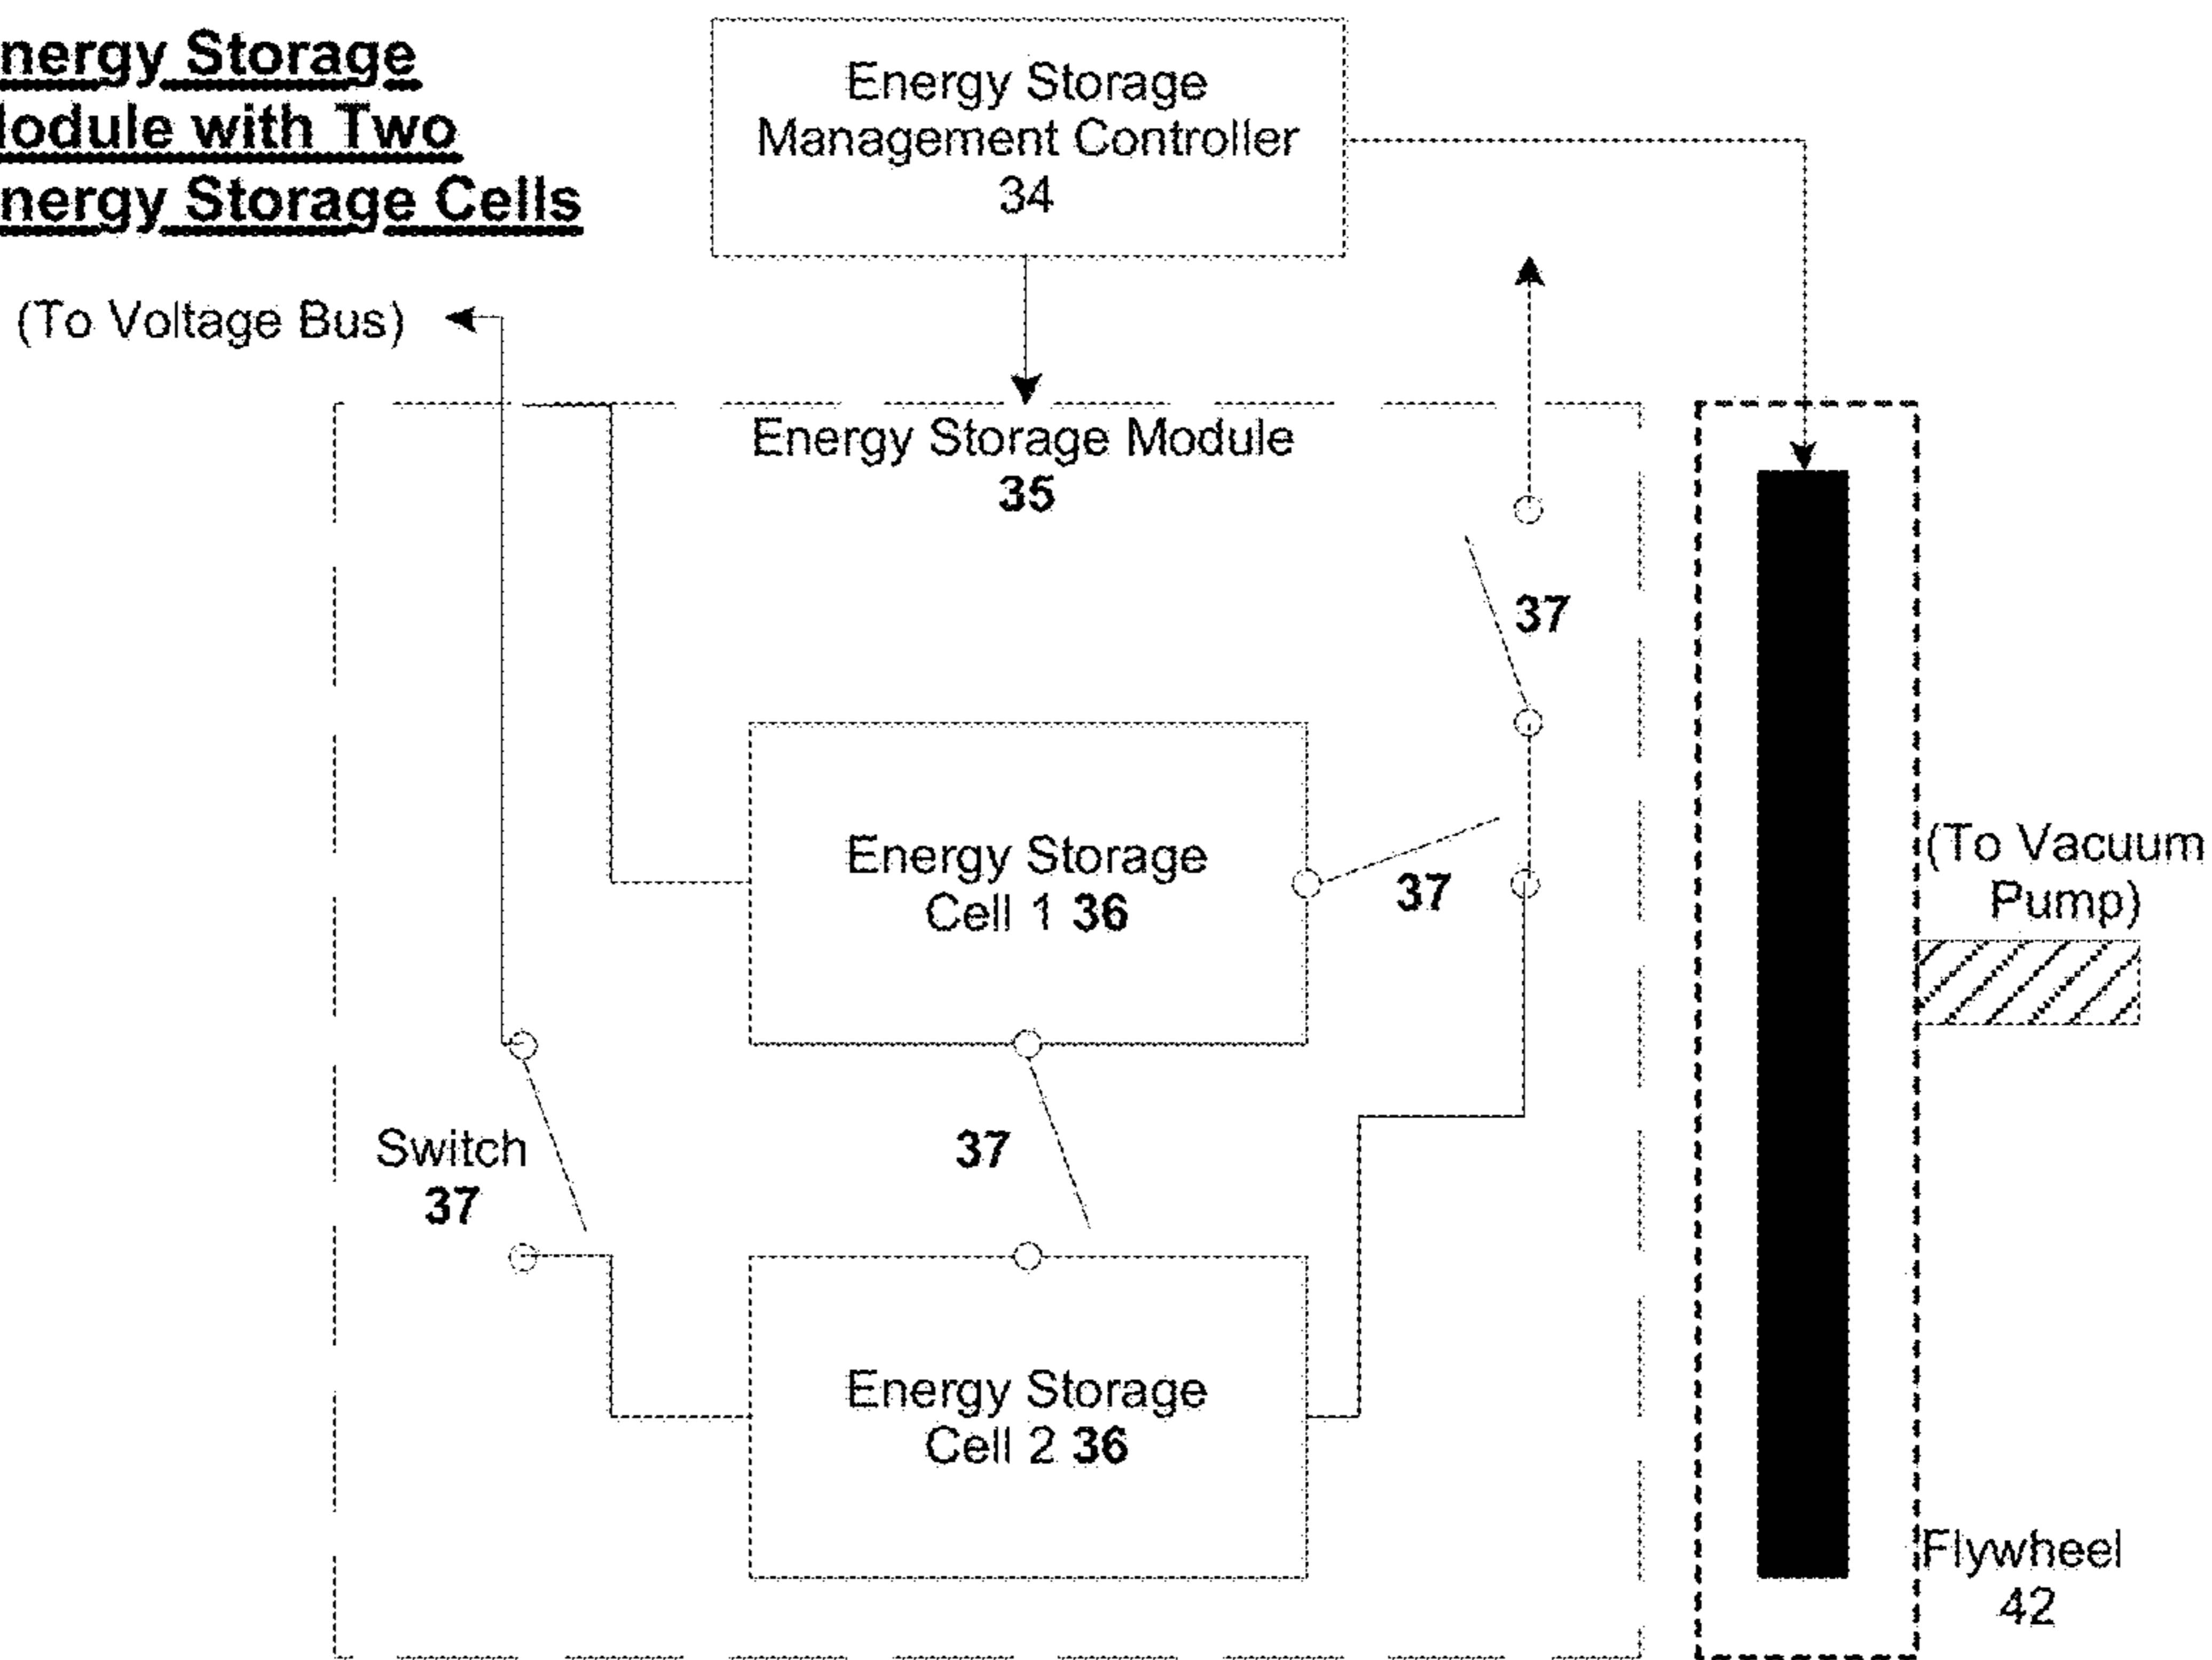 nergy Storage
odule with Two
nergy Storage Cells
Energy Storage
Management Controller
34
(To Voltage Bus)
Energy Storage Module
35
37
Energy Storage
Cell 1 36
37
(To Vacuum
Pump)
Switch
37
37
Energy Storage
Cell 2 36
Flywheel
42